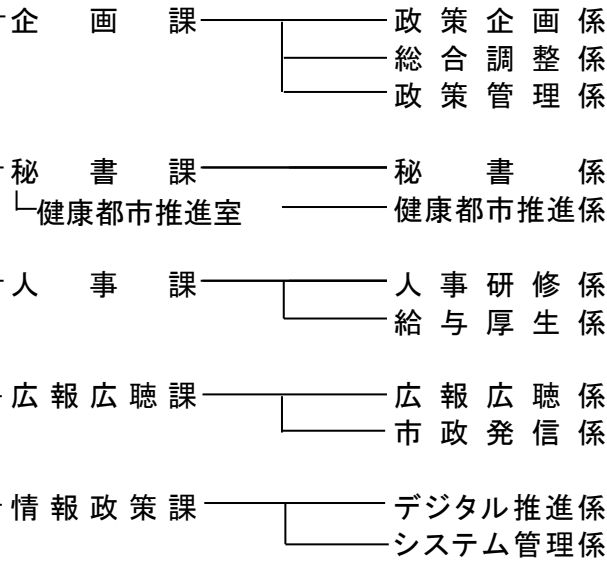 企画課 政策企画係
総合調整係
政策管理係
秘書課 秘書係
健康都市推進室 健康都市推進係
人事課 人事研修係
給与厚生係
広報広聴課 広報広聴係
市政発信係
情報政策課 デジタル推進係
システム管理係